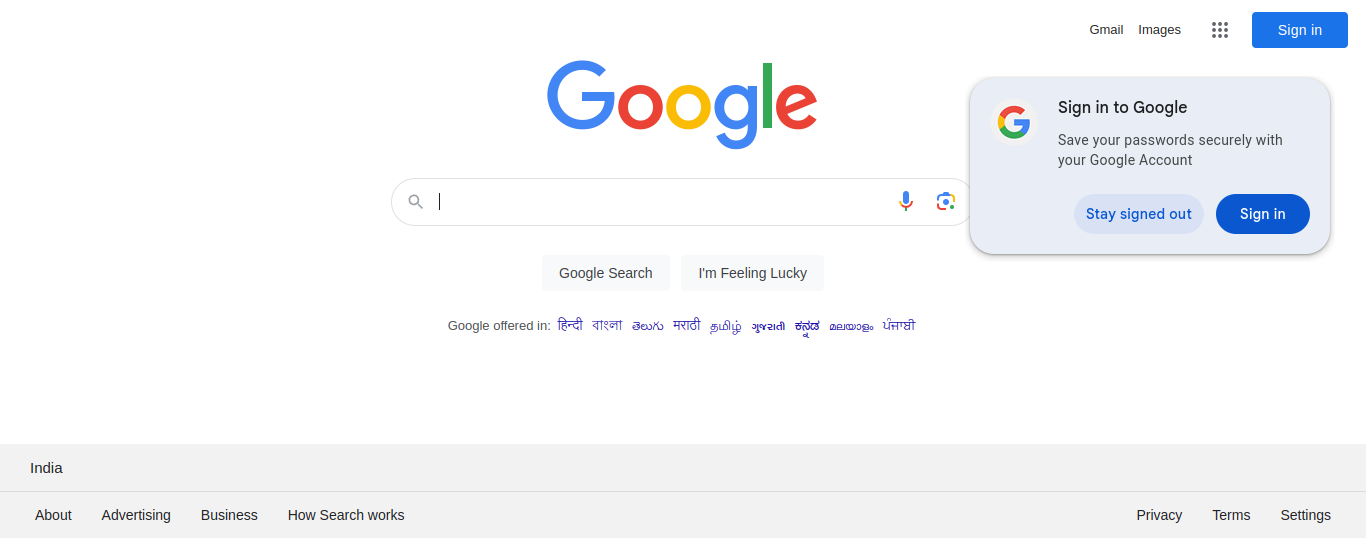 Gmail Images Sign in
Google
Sign in to Google
Save your passwords securely with
your Google Account
Stay signed out Sign in
Google Search I'm Feeling Lucky
Google offered in: हिन्दी বাংলা తెలుగు मराठी தமிழ் ગુજરાતી ಕನ್ನಡ മലയാളം ਪੰਜਾਬੀ
India
About Advertising Business How Search works Privacy Terms Settings